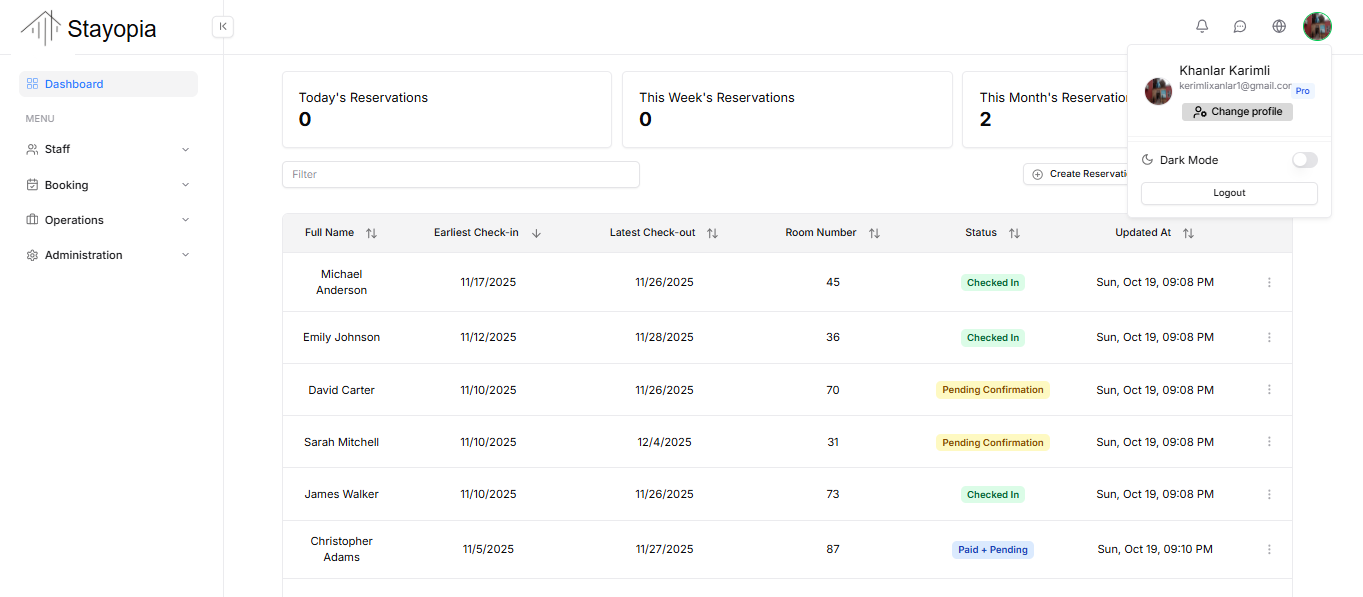 Stayopia
Dashboard
MENU
Staff
Booking
Operations
Administration
Today's Reservations
0
This Week's Reservations
0
This Month's Reservation
2
Khanlar Karimli
kerimlixanlar1@gmail.com
Pro
Change profile
Dark Mode
Logout
Filter
Create Reservati
Full Name Earliest Check-in Latest Check-out Room Number Status Updated At
Michael
Anderson
11/17/2025 11/26/2025 45 Checked In Sun, Oct 19, 09:08 PM
Emily Johnson 11/12/2025 11/28/2025 36 Checked In Sun, Oct 19, 09:08 PM
David Carter 11/10/2025 11/26/2025 70 Pending Confirmation Sun, Oct 19, 09:08 PM
Sarah Mitchell 11/10/2025 12/4/2025 31 Pending Confirmation Sun, Oct 19, 09:08 PM
James Walker 11/10/2025 11/26/2025 73 Checked In Sun, Oct 19, 09:08 PM
Christopher
Adams
11/5/2025 11/27/2025 87 Paid + Pending Sun, Oct 19, 09:10 PM